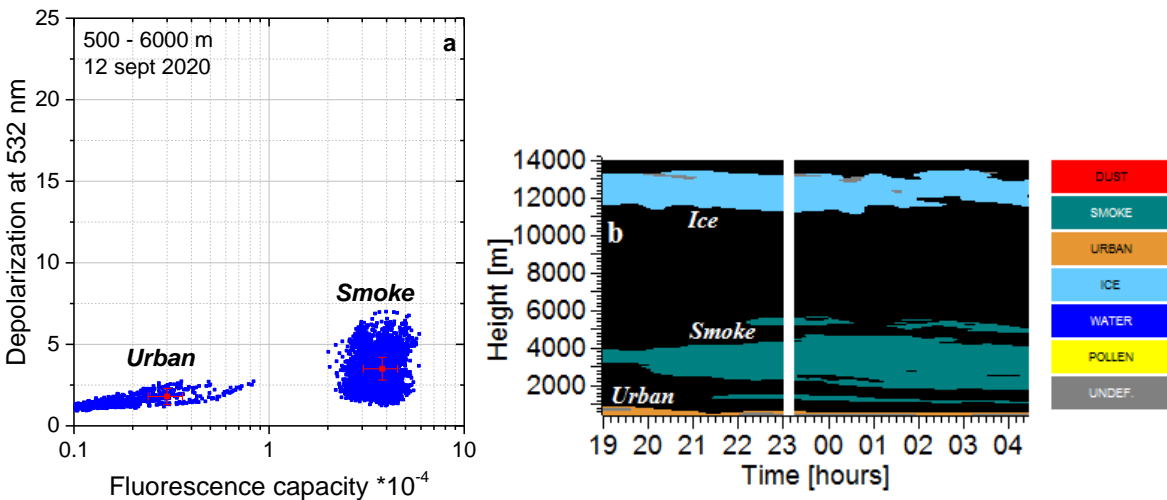 500 - 6000 m
12 sept 2020
a
25
20
15
10
5
0
Depolarization at 532 nm
Urban
Smoke
0.1
1
10
Fluorescence capacity *10-4
14000
12000
10000
8000
6000
4000
2000
Height [m]
b
Ice
Smoke
Urban
19 20 21 22 23 00 01 02 03 04
Time [hours]
DUST
SMOKE
URBAN
ICE
WATER
POLLEN
UNDEF.